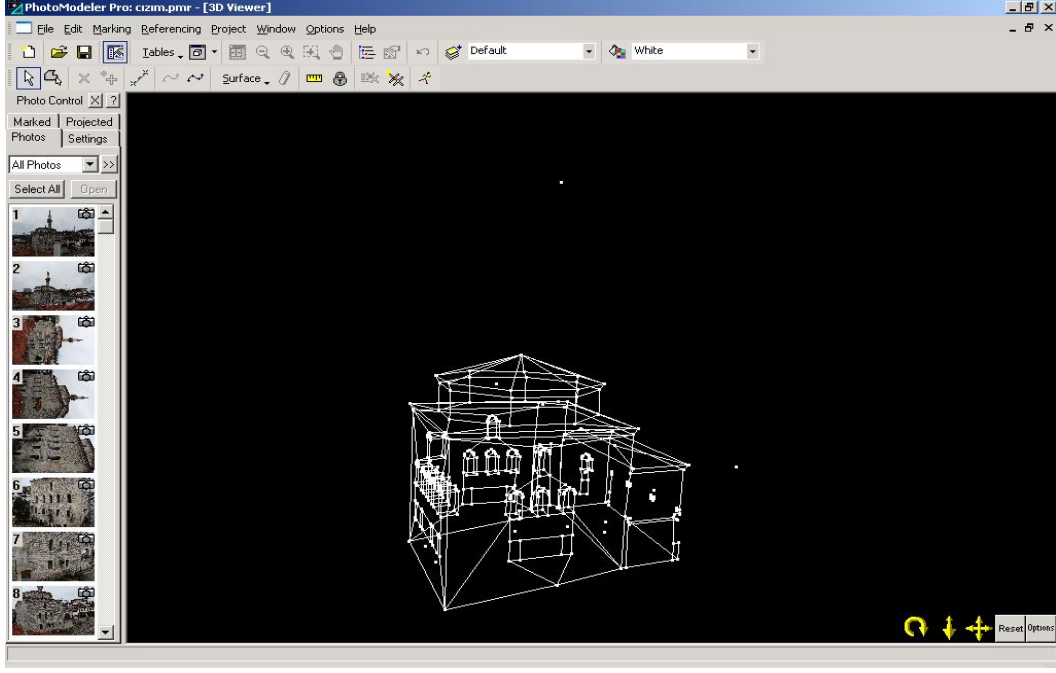 PhotoModeler Pro: cızım.pmr - [3D Viewer]
File Edit Marking Referencing Project Window Options Help
Tables Default White
Surface
Photo Control
Marked Projected
Photos Settings
All Photos >>
Select All Open
1
2
3
4
5
6
7
8
Reset Options